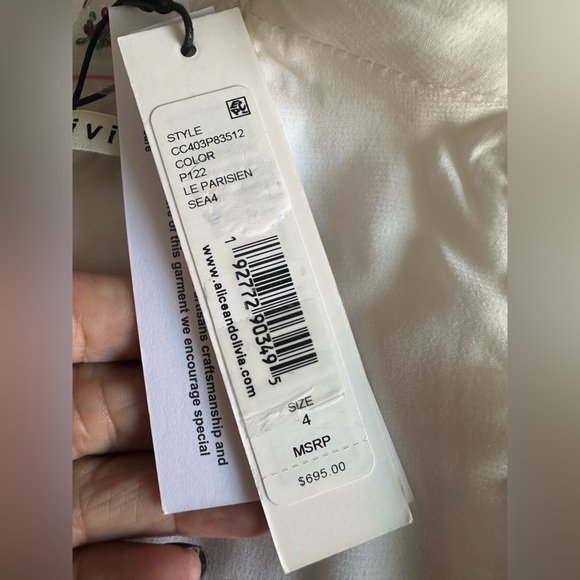 STYLE
CC403P83512
COLOR
P122
LE PARISIEN
SEA4
www.aliceandolivia.com
1 92772 90349 5
SIZE
4
MSRP
$695.00
ivi
of this garment we encourage special
craftsmanship and